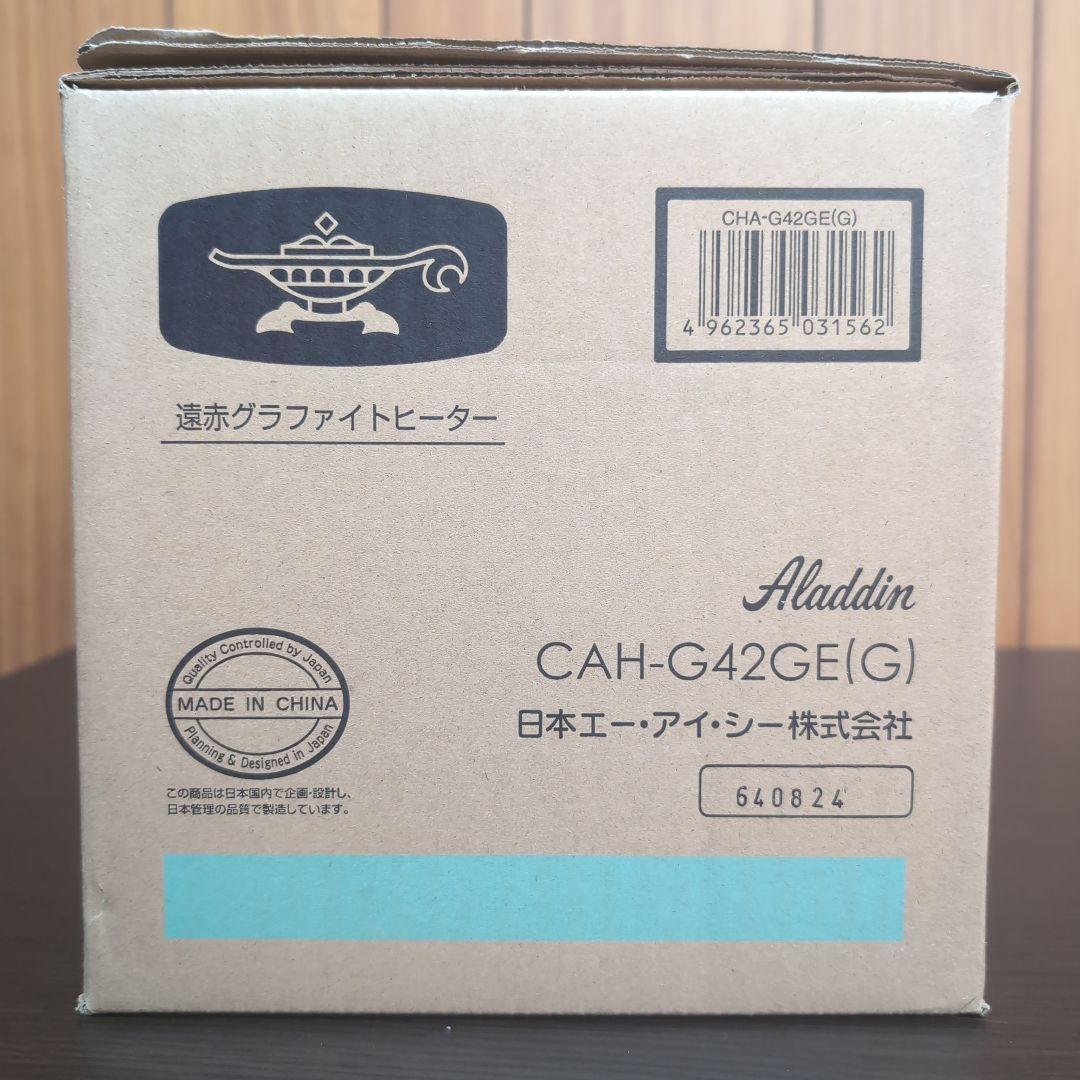 CHA-G42GE(G)
4 962365 031562
遠赤グラファイトヒーター
Aladdin
CAH-G42GE(G)
日本エー・アイ・シー株式会社
640824
Quality Controlled by Japan
MADE IN CHINA
Planning & Designed in Japan
この商品は日本国内で企画・設計し、
日本管理の品質で製造しています。